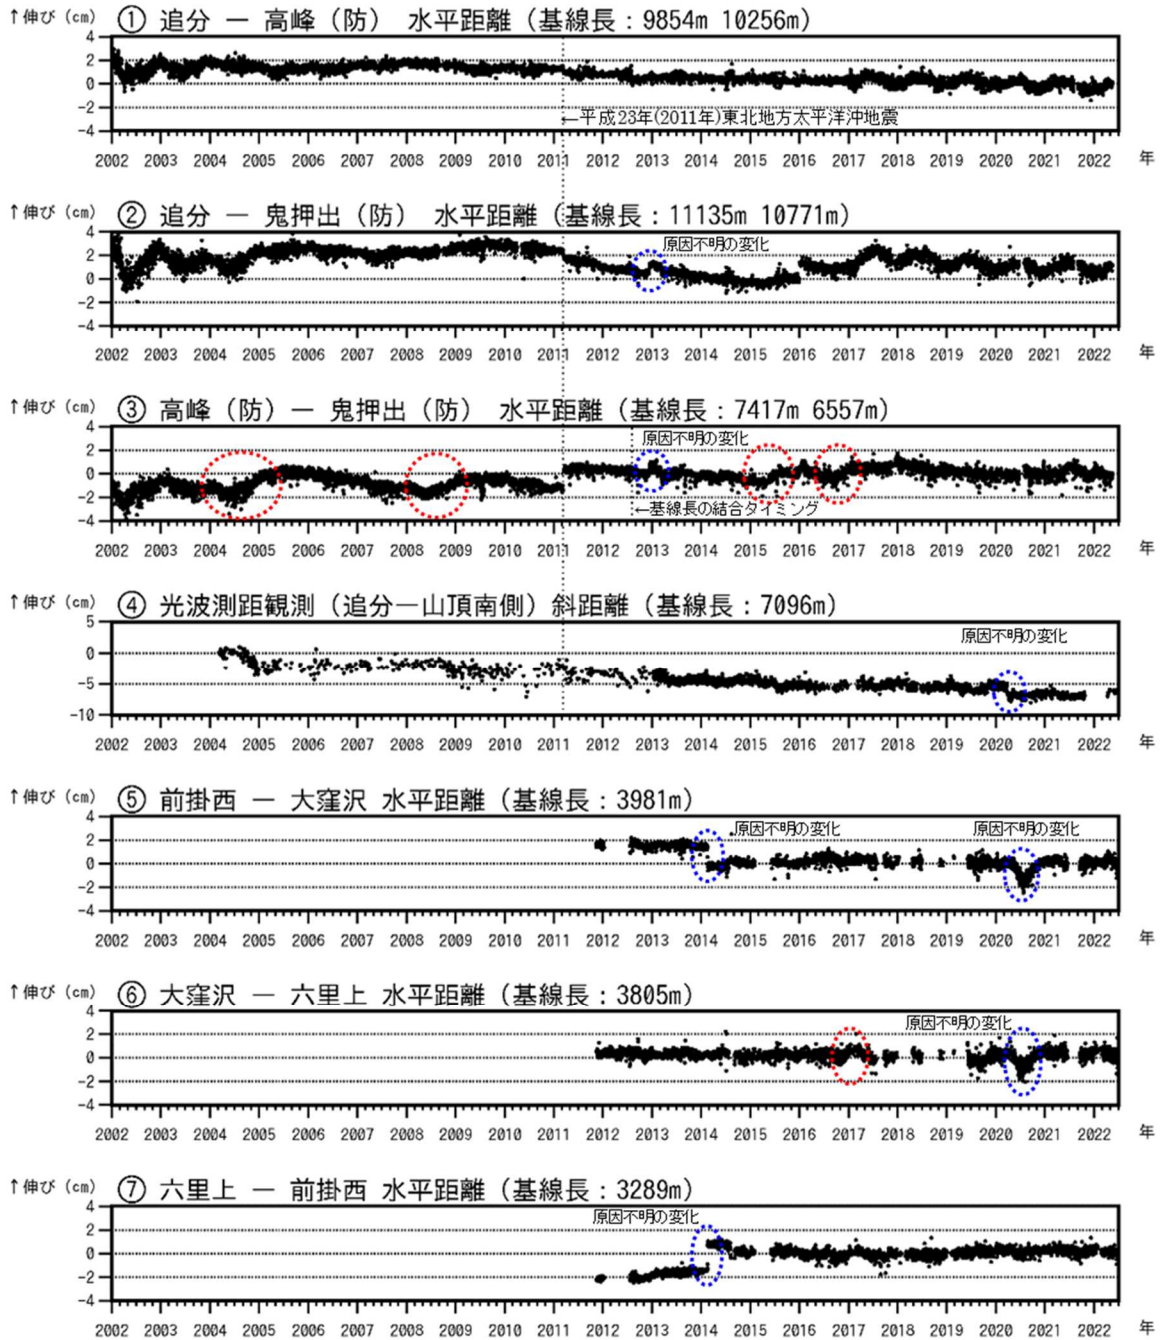 ↑伸び (cm) ① 追分 ― 高峰 (防) 水平距離 (基線長：9854m 10256m)
4
2
0
-2
-4
←平成23年(2011年)東北地方太平洋沖地震
2002 2003 2004 2005 2006 2007 2008 2009 2010 2011 2012 2013 2014 2015 2016 2017 2018 2019 2020 2021 2022 年
↑伸び (cm) ② 追分 ― 鬼押出 (防) 水平距離 (基線長：11135m 10771m)
4
原因不明の変化
2
0
-2
-4
2002 2003 2004 2005 2006 2007 2008 2009 2010 2011 2012 2013 2014 2015 2016 2017 2018 2019 2020 2021 2022 年
↑伸び (cm) ③ 高峰 (防) ― 鬼押出 (防) 水平距離 (基線長：7417m 6557m)
4
原因不明の変化
2
0
-2
←基線長の結合タイミング
-4
2002 2003 2004 2005 2006 2007 2008 2009 2010 2011 2012 2013 2014 2015 2016 2017 2018 2019 2020 2021 2022 年
↑伸び (cm) ④ 光波測距観測 (追分―山頂南側) 斜距離 (基線長：7096m)
5
原因不明の変化
0
-5
-10
2002 2003 2004 2005 2006 2007 2008 2009 2010 2011 2012 2013 2014 2015 2016 2017 2018 2019 2020 2021 2022 年
↑伸び (cm) ⑤ 前掛西 ― 大窪沢 水平距離 (基線長：3981m)
4
原因不明の変化 原因不明の変化
2
0
-2
-4
2002 2003 2004 2005 2006 2007 2008 2009 2010 2011 2012 2013 2014 2015 2016 2017 2018 2019 2020 2021 2022 年
↑伸び (cm) ⑥ 大窪沢 ― 六里上 水平距離 (基線長：3805m)
4
原因不明の変化
2
0
-2
-4
2002 2003 2004 2005 2006 2007 2008 2009 2010 2011 2012 2013 2014 2015 2016 2017 2018 2019 2020 2021 2022 年
↑伸び (cm) ⑦ 六里上 ― 前掛西 水平距離 (基線長：3289m)
4
原因不明の変化
2
0
-2
-4
2002 2003 2004 2005 2006 2007 2008 2009 2010 2011 2012 2013 2014 2015 2016 2017 2018 2019 2020 2021 2022 年